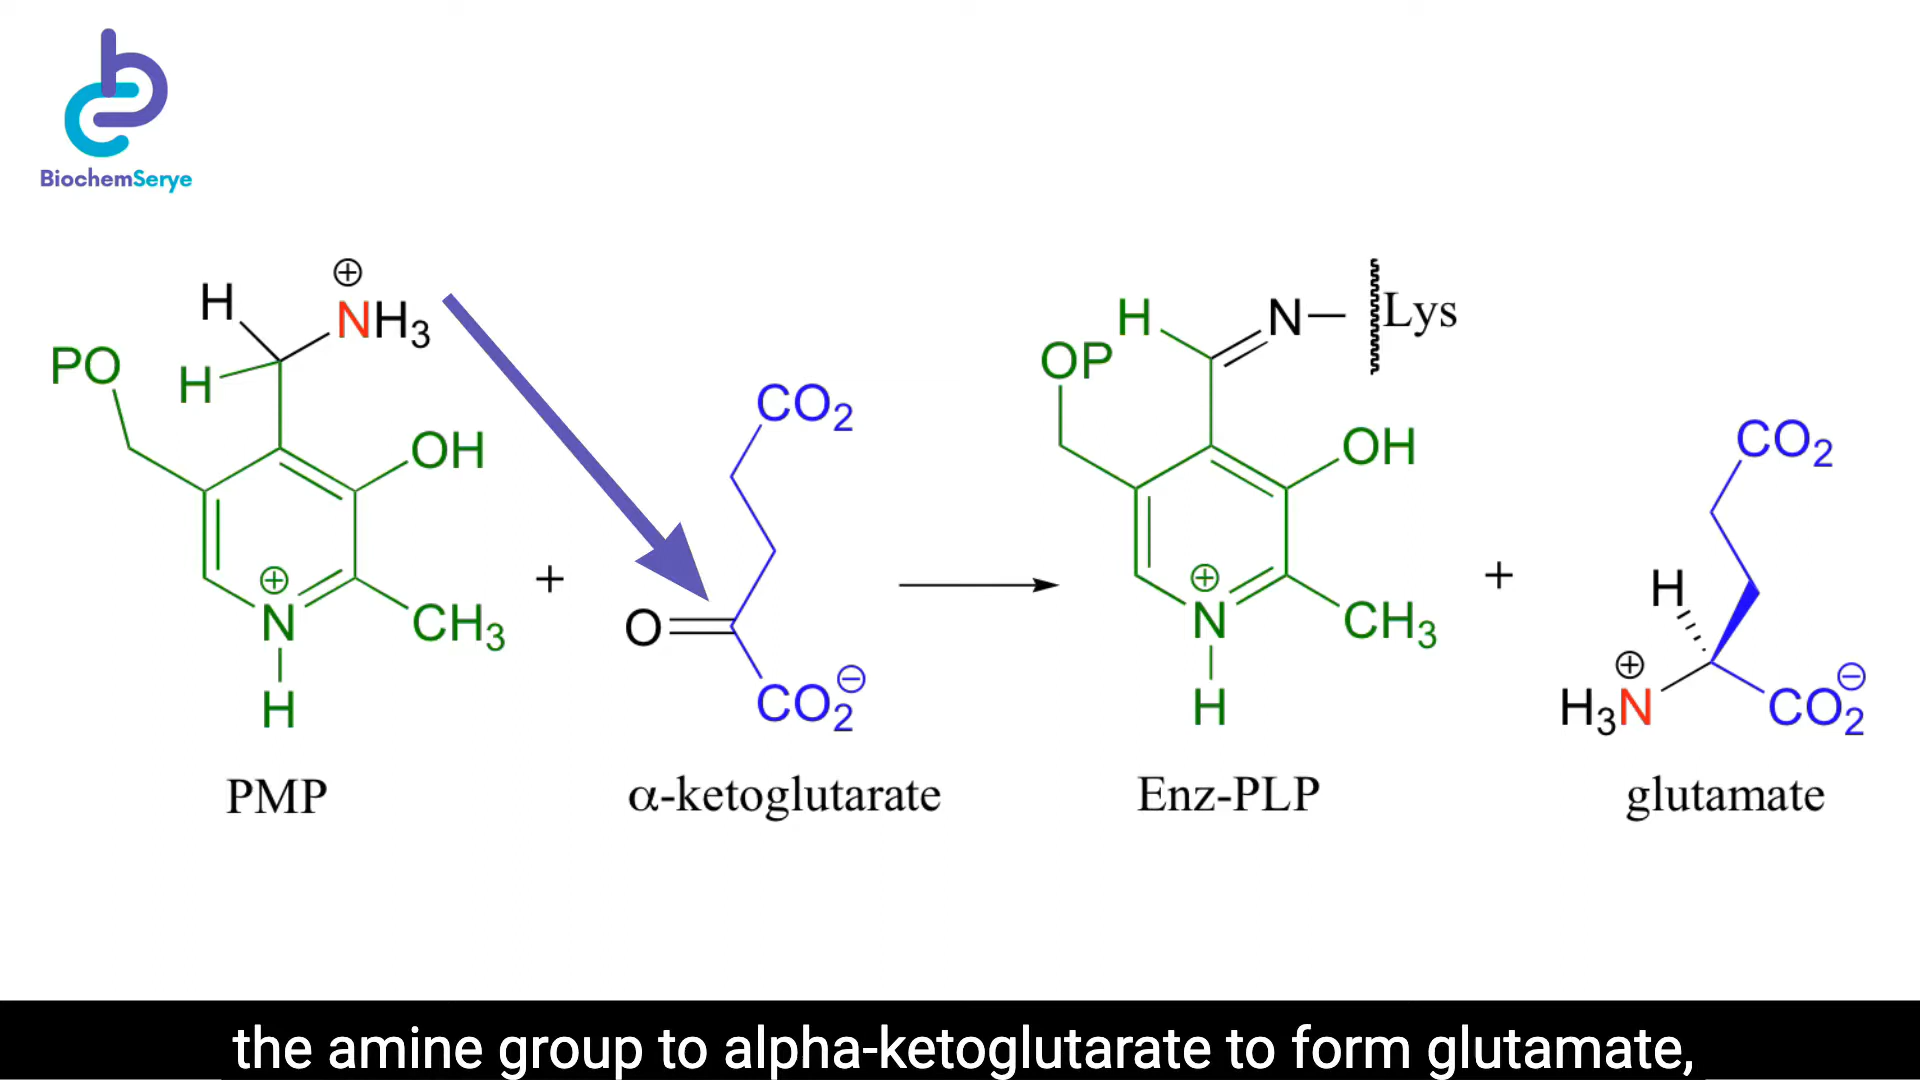 BiochemSerye
H
⊕
NH3
PO
H
OH
⊕
N
H
CH3
PMP
+
CO2
O
CO2⊖
α-ketoglutarate
H
N
Lys
OP
OH
⊕
N
H
CH3
Enz-PLP
+
CO2
H
⊕
H3N
CO2⊖
glutamate
the amine group to alpha-ketoglutarate to form glutamate,